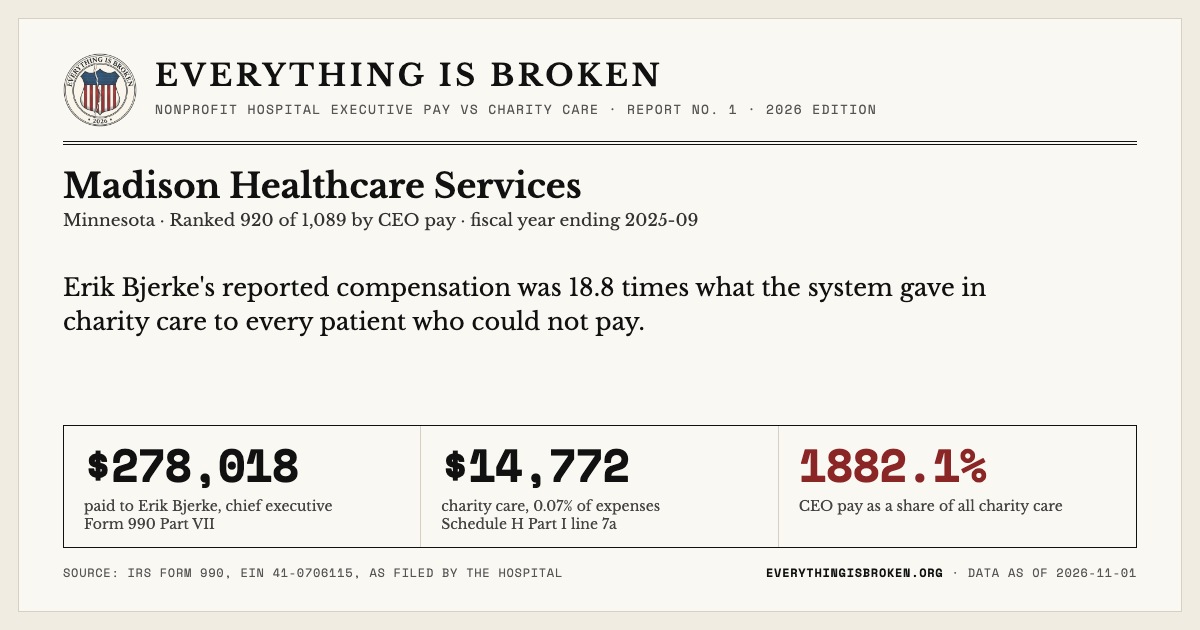 EVERYTHING IS BROKEN
2026
EVERYTHING IS BROKEN
NONPROFIT HOSPITAL EXECUTIVE PAY VS CHARITY CARE · REPORT NO. 1 · 2026 EDITION
Madison Healthcare Services
Minnesota · Ranked 920 of 1,089 by CEO pay · fiscal year ending 2025-09
Erik Bjerke's reported compensation was 18.8 times what the system gave in
charity care to every patient who could not pay.
$278,018
paid to Erik Bjerke, chief executive
Form 990 Part VII
$14,772
charity care, 0.07% of expenses
Schedule H Part I line 7a
1882.1%
CEO pay as a share of all charity care
SOURCE: IRS FORM 990, EIN 41-0706115, AS FILED BY THE HOSPITAL
EVERYTHINGISBROKEN.ORG · DATA AS OF 2026-11-01